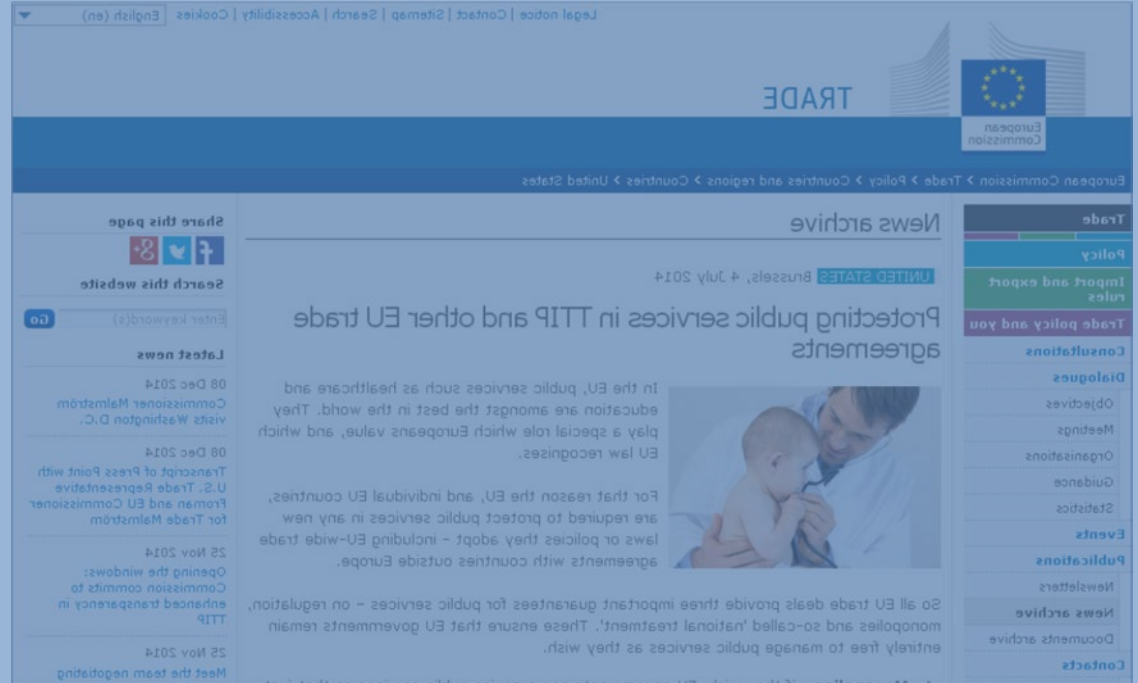 Legal notice | Contact | Sitemap | Search | Accessibility | Cookies English (en)
European
Commission
TRADE
European Commission > Trade > Policy > Countries and regions > Countries > United States
Trade
Policy
Import and export
rules
Trade policy and you
Consultations
Dialogues
Objectives
Meetings
Organisations
Guidance
Statistics
Events
Publications
Newsletters
News archive
Documents archive
Contacts
News archive
UNITED STATES Brussels, 4 July 2014
Protecting public services in TTIP and other EU trade
agreements
In the EU, public services such as healthcare and
education are amongst the best in the world. They
play a special role which Europeans value, and which
EU law recognises.
For that reason the EU, and individual EU countries,
are required to protect public services in any new
laws or policies they adopt – including EU-wide trade
agreements with countries outside Europe.
So all EU trade deals provide three important guarantees for public services – on regulation,
monopolies and so-called 'national treatment'. These ensure that EU governments remain
entirely free to manage public services as they wish.
Share this page
f
g+
Search this website
Enter keyword(s) Go
Latest news
08 Dec 2014
Commissioner Malmström
visits Washington D.C.
08 Dec 2014
Transcript of Press Point with
U.S. Trade Representative
Froman and EU Commissioner
for Trade Malmström
25 Nov 2014
Opening the windows:
Commission commits to
enhanced transparency in
TTIP
25 Nov 2014
Meet the team negotiating